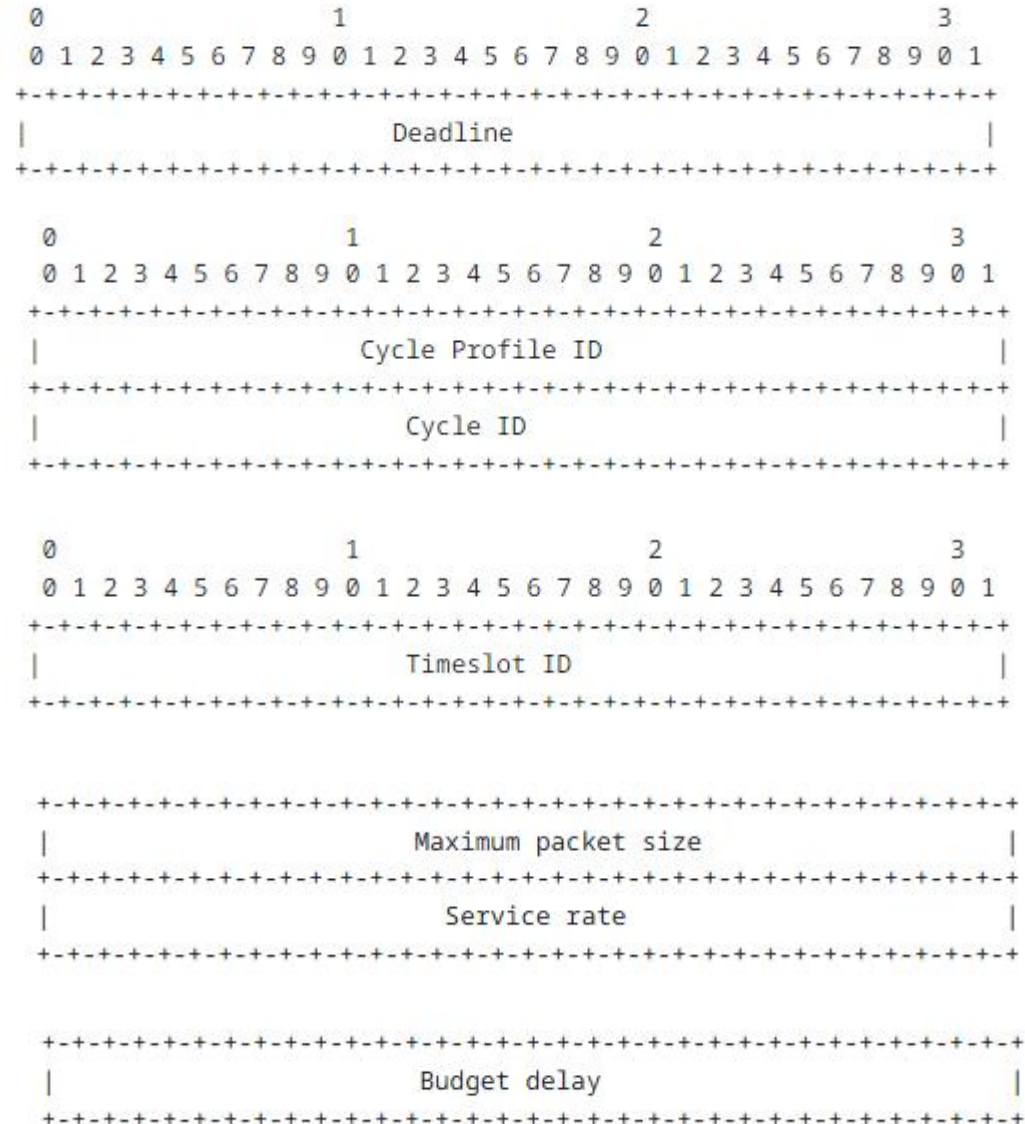 0                   1                   2                   3
0 1 2 3 4 5 6 7 8 9 0 1 2 3 4 5 6 7 8 9 0 1 2 3 4 5 6 7 8 9 0 1
+-+-+-+-+-+-+-+-+-+-+-+-+-+-+-+-+-+-+-+-+-+-+-+-+-+-+-+-+-+-+-+-+
|                        Deadline                               |
+-+-+-+-+-+-+-+-+-+-+-+-+-+-+-+-+-+-+-+-+-+-+-+-+-+-+-+-+-+-+-+-+
0                   1                   2                   3
0 1 2 3 4 5 6 7 8 9 0 1 2 3 4 5 6 7 8 9 0 1 2 3 4 5 6 7 8 9 0 1
+-+-+-+-+-+-+-+-+-+-+-+-+-+-+-+-+-+-+-+-+-+-+-+-+-+-+-+-+-+-+-+-+
|                     Cycle Profile ID                          |
+-+-+-+-+-+-+-+-+-+-+-+-+-+-+-+-+-+-+-+-+-+-+-+-+-+-+-+-+-+-+-+-+
|                        Cycle ID                               |
+-+-+-+-+-+-+-+-+-+-+-+-+-+-+-+-+-+-+-+-+-+-+-+-+-+-+-+-+-+-+-+-+
0                   1                   2                   3
0 1 2 3 4 5 6 7 8 9 0 1 2 3 4 5 6 7 8 9 0 1 2 3 4 5 6 7 8 9 0 1
+-+-+-+-+-+-+-+-+-+-+-+-+-+-+-+-+-+-+-+-+-+-+-+-+-+-+-+-+-+-+-+-+
|                        Timeslot ID                            |
+-+-+-+-+-+-+-+-+-+-+-+-+-+-+-+-+-+-+-+-+-+-+-+-+-+-+-+-+-+-+-+-+
+-+-+-+-+-+-+-+-+-+-+-+-+-+-+-+-+-+-+-+-+-+-+-+-+-+-+-+-+-+-+-+-+
|                        Maximum packet size                    |
+-+-+-+-+-+-+-+-+-+-+-+-+-+-+-+-+-+-+-+-+-+-+-+-+-+-+-+-+-+-+-+-+
|                          Service rate                         |
+-+-+-+-+-+-+-+-+-+-+-+-+-+-+-+-+-+-+-+-+-+-+-+-+-+-+-+-+-+-+-+-+
+-+-+-+-+-+-+-+-+-+-+-+-+-+-+-+-+-+-+-+-+-+-+-+-+-+-+-+-+-+-+-+-+
|                        Budget delay                           |
+-+-+-+-+-+-+-+-+-+-+-+-+-+-+-+-+-+-+-+-+-+-+-+-+-+-+-+-+-+-+-+-+